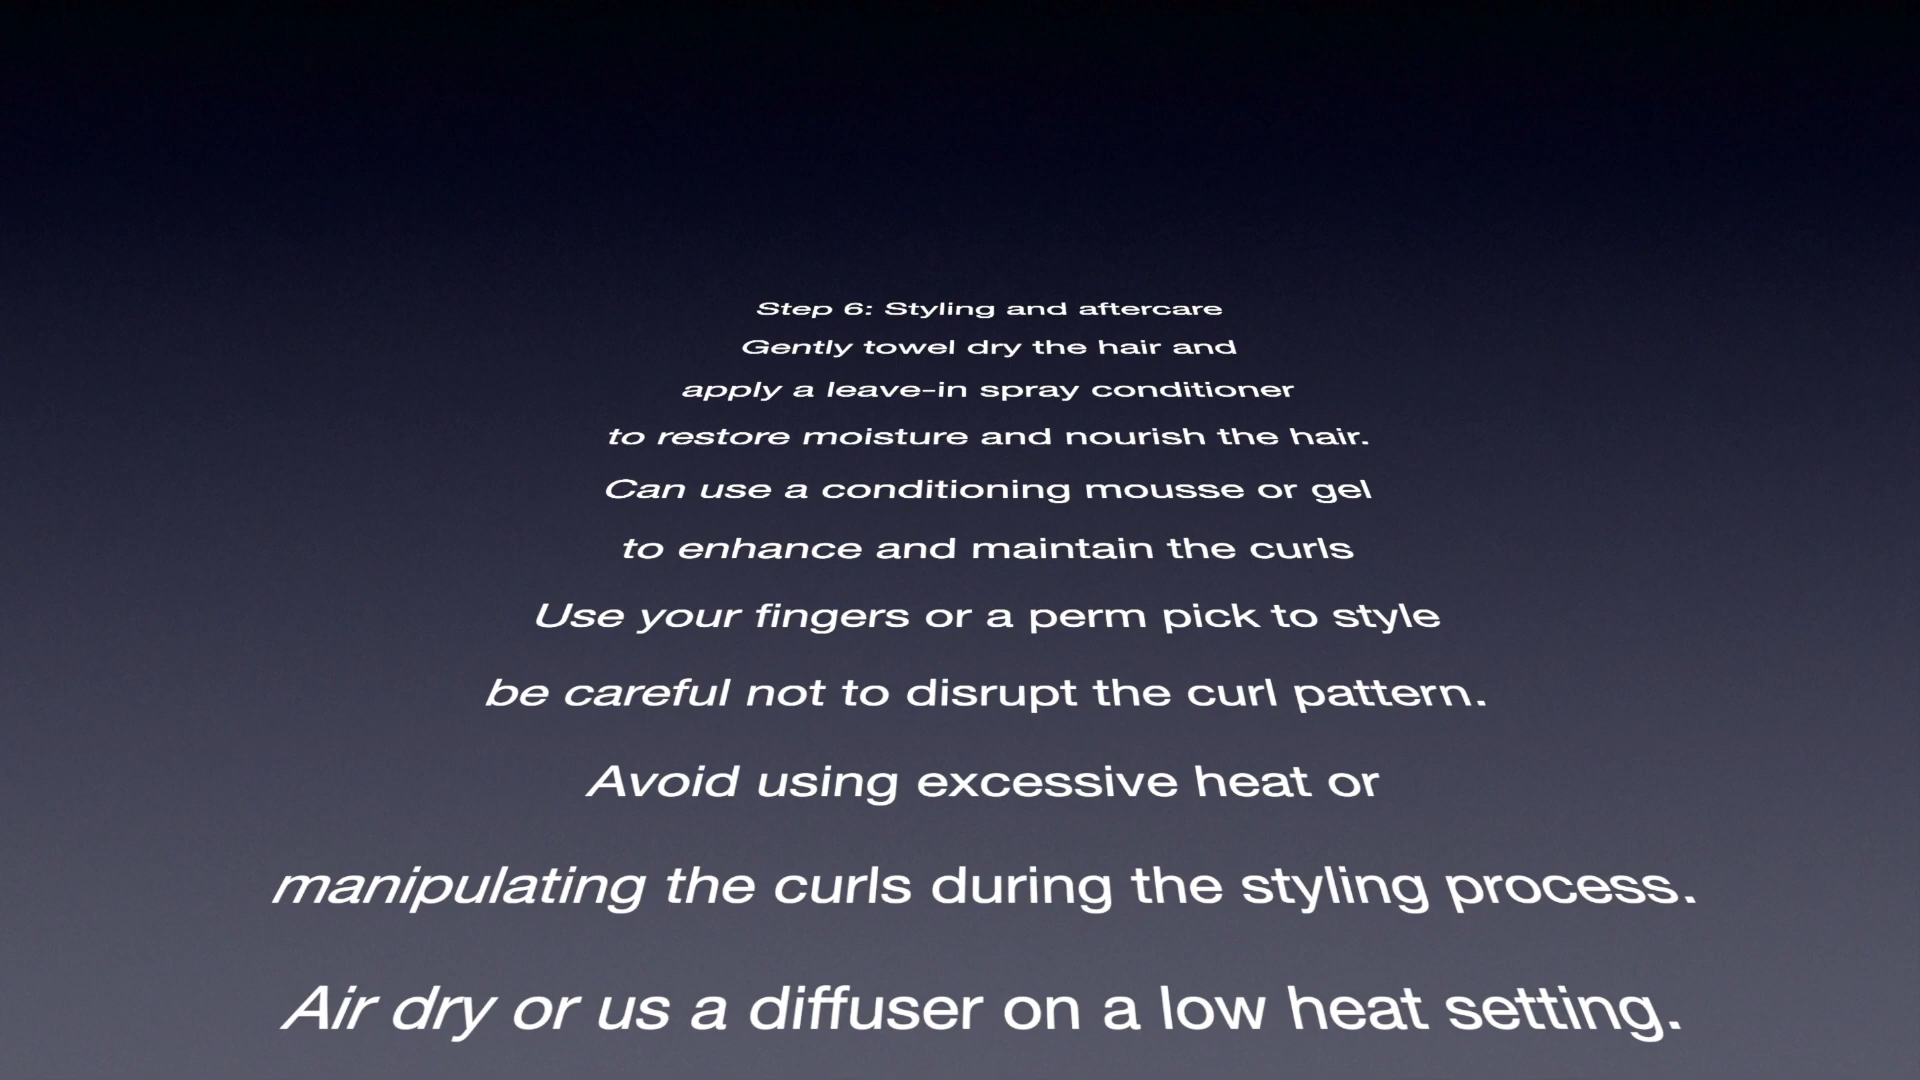 Step 6: Styling and aftercare
Gently towel dry the hair and
apply a leave-in spray conditioner
to restore moisture and nourish the hair.
Can use a conditioning mousse or gel
to enhance and maintain the curls
Use your fingers or a perm pick to style
be careful not to disrupt the curl pattern.
Avoid using excessive heat or
manipulating the curls during the styling process.
Air dry or us a diffuser on a low heat setting.